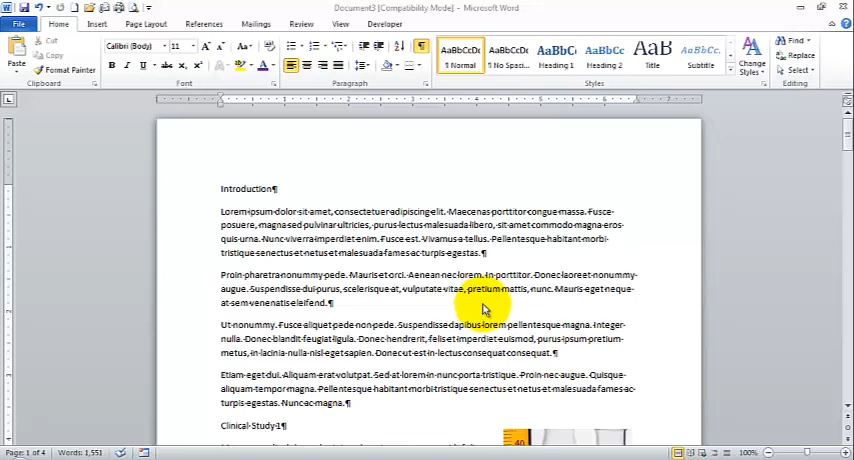 Document3 [Compatibility Mode] - Microsoft Word
File Home Insert Page Layout References Mailings Review View Developer
Cut
Copy
Format Painter
Paste
Clipboard
Calibri (Body) 11
Font
Paragraph
AaBbCcDc AaBbCcDc AaBbC AaBbCc AaB AaBbCc.
¶ Normal ¶ No Spaci... Heading 1 Heading 2 Title Subtitle
Change Styles
Styles
Find
Replace
Select
Editing
Introduction¶
Lorem·ipsum·dolor·sit·amet,·consectetuer·adipiscing·elit.·Maecenas·porttitor·congue·massa.·Fusce·
posuere,·magna·sed·pulvinar·ultricies,·purus·lectus·malesuada·libero,·sit·amet·commodo·magna·eros·
quis·urna.·Nunc·viverra·imperdiet·enim.·Fusce·est.·Vivamus·a·tellus.·Pellentesque·habitant·morbi·
tristique·senectus·et·netus·et·malesuada·fames·ac·turpis·egestas.¶
Proin·pharetra·nonummy·pede.·Mauris·et·orci.·Aenean·nec·lorem.·In·porttitor.·Donec·laoreet·nonummy·
augue.·Suspendisse·dui·purus,·scelerisque·at,·vulputate·vitae,·pretium·mattis,·nunc.·Mauris·eget·neque·
at·sem·venenatis·eleifend.¶
Ut·nonummy.·Fusce·aliquet·pede·non·pede.·Suspendisse·dapibus·lorem·pellentesque·magna.·Integer·
nulla.·Donec·blandit·feugiat·ligula.·Donec·hendrerit,·felis·et·imperdiet·euismod,·purus·ipsum·pretium·
metus,·in·lacinia·nulla·nisl·eget·sapien.·Donec·ut·est·in·lectus·consequat·consequat.¶
Etiam·eget·dui.·Aliquam·erat·volutpat.·Sed·at·lorem·in·nunc·porta·tristique.·Proin·nec·augue.·Quisque·
aliquam·tempor·magna.·Pellentesque·habitant·morbi·tristique·senectus·et·netus·et·malesuada·fames·ac·
turpis·egestas.·Nunc·ac·magna.¶
Clinical·Study·1¶
40
Page: 1 of 4 Words: 1,551 100%